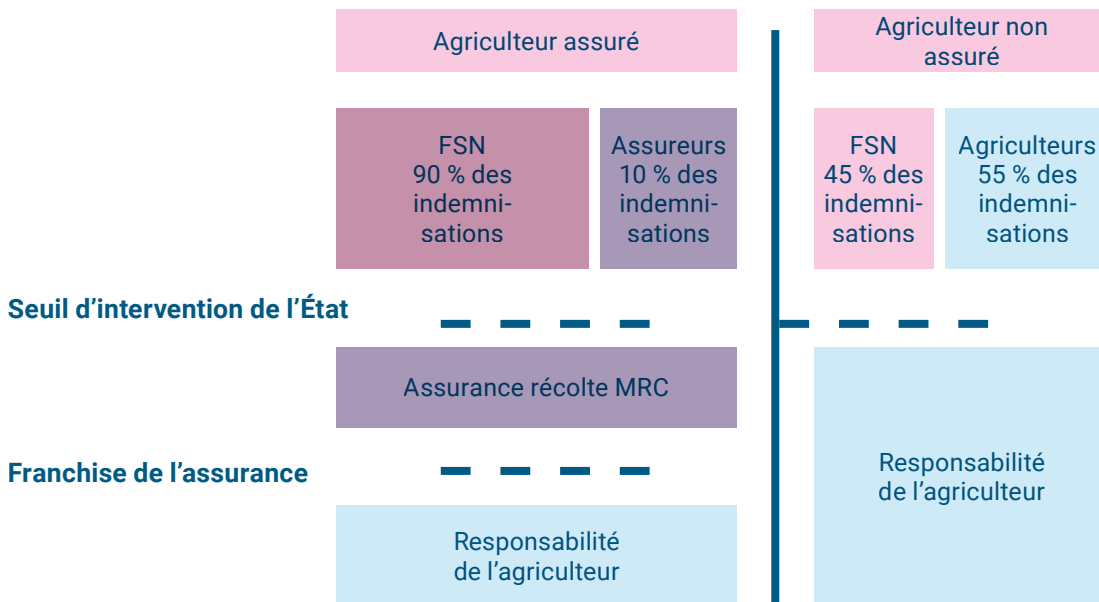 Agriculteur assuré
Agriculteur non
assuré
FSN
90 % des
indemni-
sations
Assureurs
10 % des
indemni-
sations
FSN
45 % des
indemni-
sations
Agriculteurs
55 % des
indemni-
sations
Seuil d’intervention de l’État
Assurance récolte MRC
Franchise de l’assurance
Responsabilité
de l’agriculteur
Responsabilité
de l’agriculteur